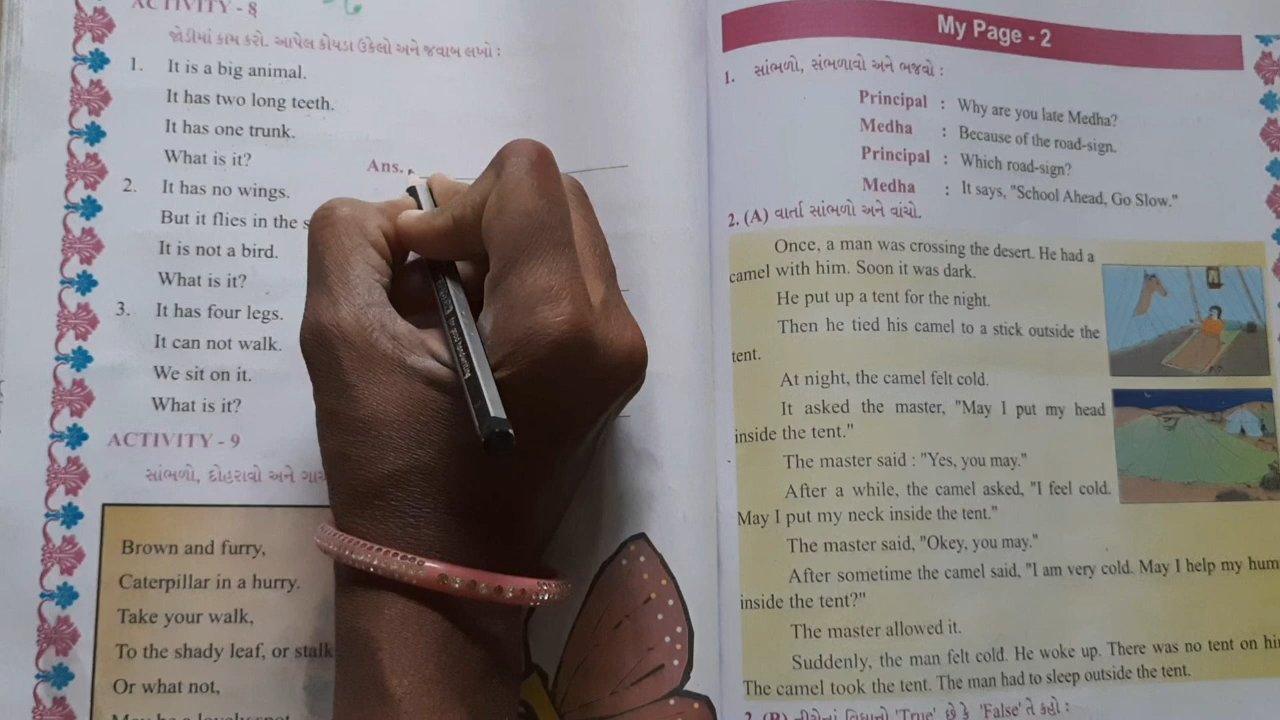 ACTIVITY - 8
જોડીમાં કામ કરો. આપેલ કોયડા ઉકેલો અને જવાબ લખો :
1. It is a big animal.
It has two long teeth.
It has one trunk.
What is it?
Ans.
2. It has no wings.
But it flies in the s
It is not a bird.
What is it?
3. It has four legs.
It can not walk.
We sit on it.
What is it?
ACTIVITY - 9
સાંભળો, દોહરાવો અને
Brown and furry,
Caterpillar in a hurry.
Take your walk,
To the shady leaf, or stalk
Or what not,
My Page - 2
1. સાંભળો, સંભળાવો અને ભજવો :
Principal : Why are you late Medha?
Medha : Because of the road-sign.
Principal : Which road-sign?
Medha : It says, "School Ahead, Go Slow."
2. (A) વાર્તા સાંભળો અને વાંચો.
Once, a man was crossing the desert. He had a
camel with him. Soon it was dark.
He put up a tent for the night.
Then he tied his camel to a stick outside the
tent.
At night, the camel felt cold.
It asked the master, "May I put my head
inside the tent."
The master said : "Yes, you may."
After a while, the camel asked, "I feel cold.
May I put my neck inside the tent."
The master said, "Okey, you may."
After sometime the camel said, "I am very cold. May I help my hum
inside the tent?"
The master allowed it.
Suddenly, the man felt cold. He woke up. There was no tent on hi
The camel took the tent. The man had to sleep outside the tent.
2. (B) નીચેનાં વિધાનો 'True' છે કે 'False' તે કહો :